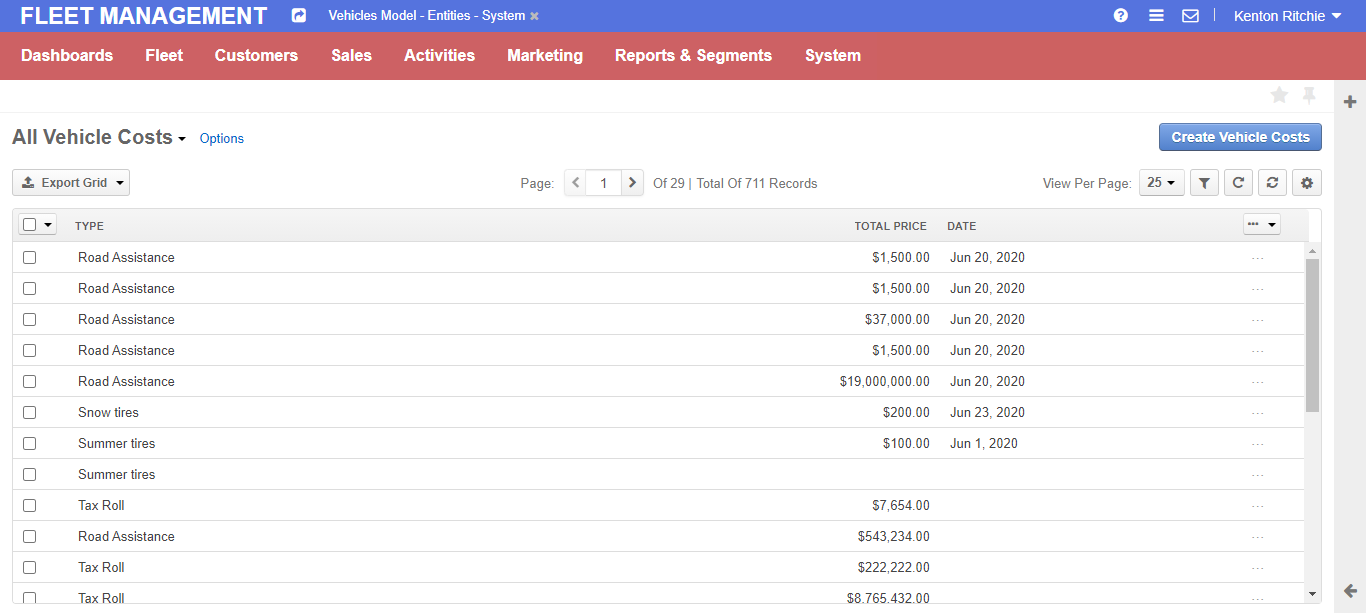 FLEET MANAGEMENT Vehicles Model - Entities - System Kenton Ritchie
Dashboards Fleet Customers Sales Activities Marketing Reports & Segments System
All Vehicle Costs Options Create Vehicle Costs
Export Grid Page: 1 Of 29 | Total Of 711 Records View Per Page: 25
TYPE TOTAL PRICE DATE
Road Assistance $1,500.00 Jun 20, 2020
Road Assistance $1,500.00 Jun 20, 2020
Road Assistance $37,000.00 Jun 20, 2020
Road Assistance $1,500.00 Jun 20, 2020
Road Assistance $19,000,000.00 Jun 20, 2020
Snow tires $200.00 Jun 23, 2020
Summer tires $100.00 Jun 1, 2020
Summer tires
Tax Roll $7,654.00
Road Assistance $543,234.00
Tax Roll $222,222.00
Tax Roll $8,765,432.00